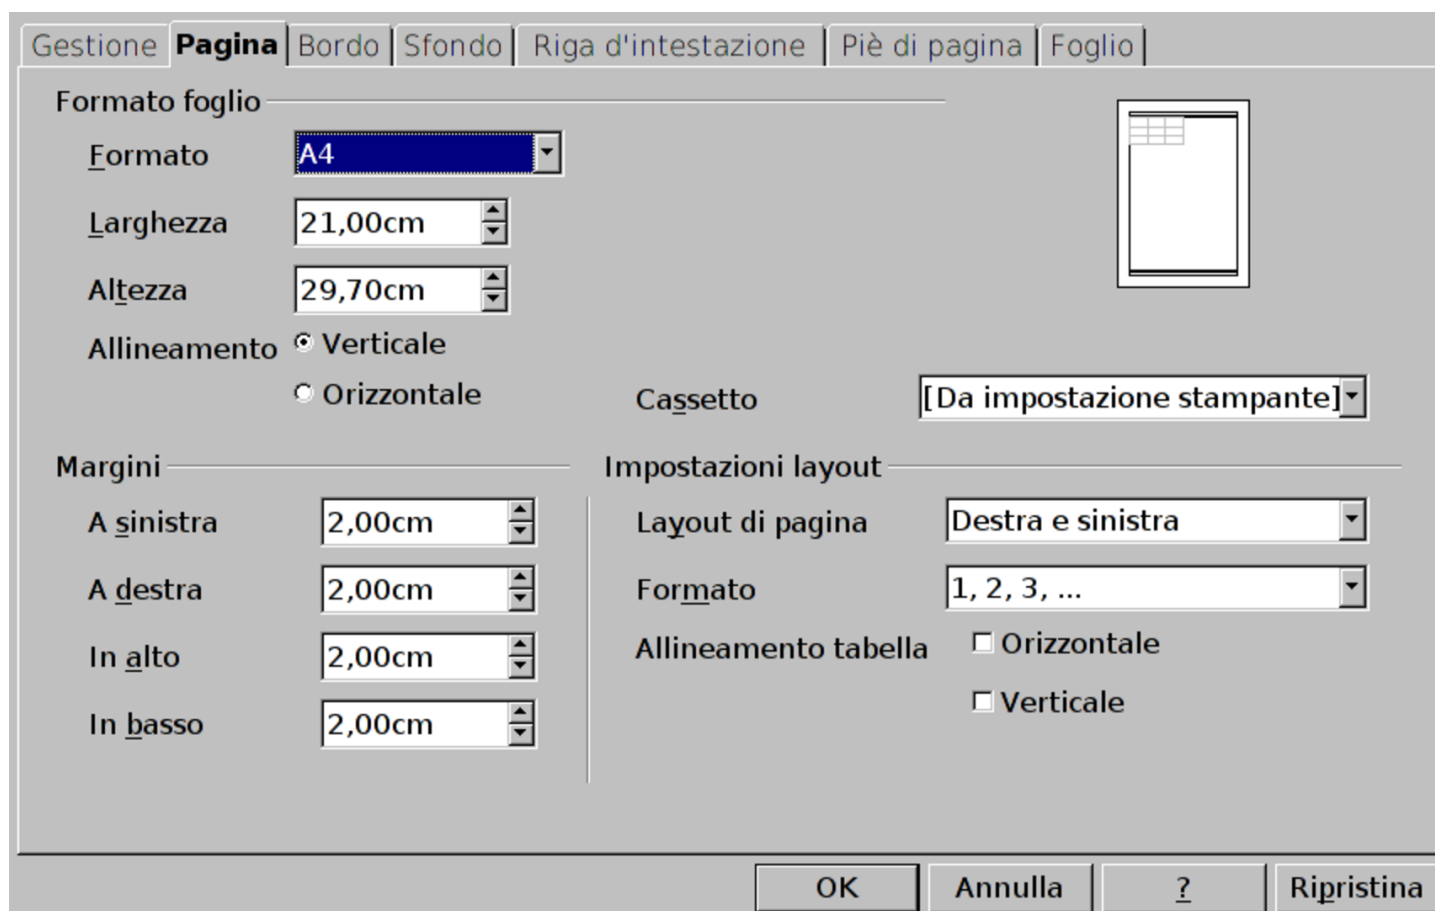 Gestione Pagina Bordo Sfondo Riga d'intestazione Piè di pagina Foglio
Formato foglio
Formato A4
Larghezza 21,00cm
Altezza 29,70cm
Allineamento Verticale
Orizzontale
Cassetto [Da impostazione stampante]
Margini
A sinistra 2,00cm
A destra 2,00cm
In alto 2,00cm
In basso 2,00cm
Impostazioni layout
Layout di pagina Destra e sinistra
Formato 1, 2, 3, ...
Allineamento tabella Orizzontale
Verticale
OK Annulla ? Ripristina